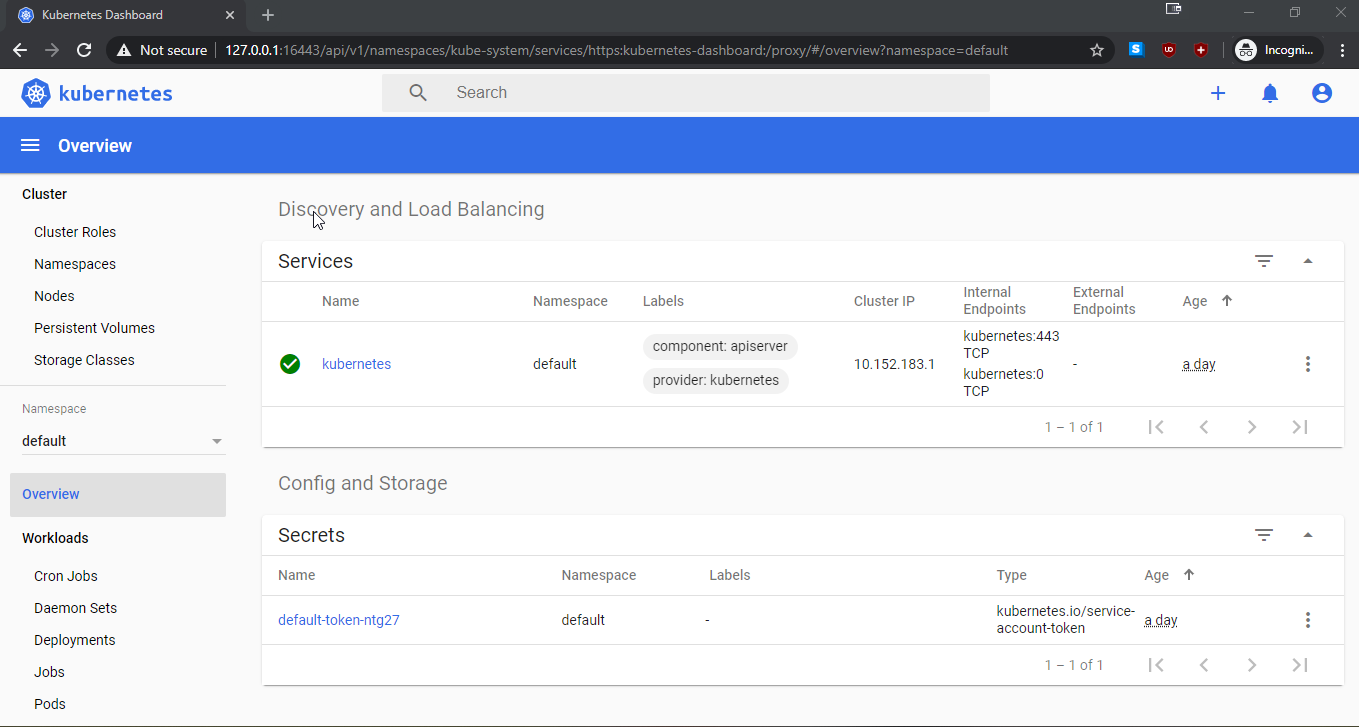 Kubernetes Dashboard
Not secure 127.0.0.1:16443/api/v1/namespaces/kube-system/services/https:kubernetes-dashboard:/proxy/#/overview?namespace=default
S
UD
Incogni...
kubernetes
Search
Overview
Cluster
Cluster Roles
Namespaces
Nodes
Persistent Volumes
Storage Classes
Namespace
default
Overview
Workloads
Cron Jobs
Daemon Sets
Deployments
Jobs
Pods
Discovery and Load Balancing
Services
Name Namespace Labels Cluster IP Internal Endpoints External Endpoints Age
kubernetes default component: apiserver provider: kubernetes 10.152.183.1 kubernetes:443 TCP kubernetes:0 TCP - a day
1 – 1 of 1
Config and Storage
Secrets
Name Namespace Labels Type Age
default-token-ntg27 default - kubernetes.io/service-account-token a day
1 – 1 of 1